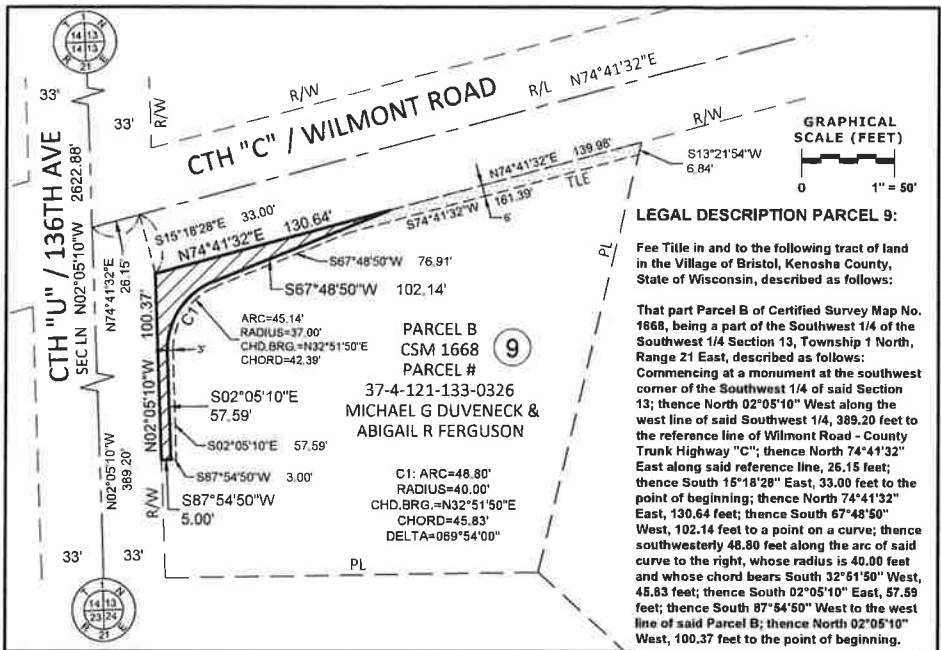 T 1 N
14 13
14 13
R 21 E
33'
33'
R/W
R/W
CTH "C" / WILMONT ROAD
R/L N74°41'32"E
R/W
CTH "U" / 136TH AVE
SEC LN N02°05'10"W 2622.88'
N74°41'32"E
26.15'
S15°18'28"E 33.00'
N74°41'32"E 130.64'
N74°41'32"E 139.98'
S74°41'32"W 161.39'
TLE
6'
S13°21'54"W
6.84'
S67°48'50"W 76.91'
S67°48'50"W 102.14'
C1
ARC=45.14'
RADIUS=37.00'
CHD.BRG.=N32°51'50"E
CHORD=42.39'
100.37'
N02°05'10"W
3'
S02°05'10"E
57.59'
S02°05'10"E 57.59'
S87°54'50"W 3.00'
S87°54'50"W
5.00'
R/W
N02°05'10"W
389.20'
33'
33'
PARCEL B
CSM 1668
PARCEL #
37-4-121-133-0326
MICHAEL G DUVENECK &
ABIGAIL R FERGUSON
9
C1: ARC=48.80'
RADIUS=40.00'
CHD.BRG.=N32°51'50"E
CHORD=45.83'
DELTA=069°54'00"
PL
PL
14 13
23 24
21
GRAPHICAL
SCALE (FEET)
0 1" = 50'
LEGAL DESCRIPTION PARCEL 9:
Fee Title in and to the following tract of land
in the Village of Bristol, Kenosha County,
State of Wisconsin, described as follows:
That part Parcel B of Certified Survey Map No.
1668, being a part of the Southwest 1/4 of the
Southwest 1/4 Section 13, Township 1 North,
Range 21 East, described as follows:
Commencing at a monument at the southwest
corner of the Southwest 1/4 of said Section
13; thence North 02°05'10" West along the
west line of said Southwest 1/4, 389.20 feet to
the reference line of Wilmont Road - County
Trunk Highway "C"; thence North 74°41'32"
East along said reference line, 26.15 feet;
thence South 15°18'28" East, 33.00 feet to the
point of beginning; thence North 74°41'32"
East, 130.64 feet; thence South 67°48'50"
West, 102.14 feet to a point on a curve; thence
southwesterly 48.80 feet along the arc of said
curve to the right, whose radius is 40.00 feet
and whose chord bears South 32°51'50" West,
45.83 feet; thence South 02°05'10" East, 57.59
feet; thence South 87°54'50" West to the west
line of said Parcel B; thence North 02°05'10"
West, 100.37 feet to the point of beginning.